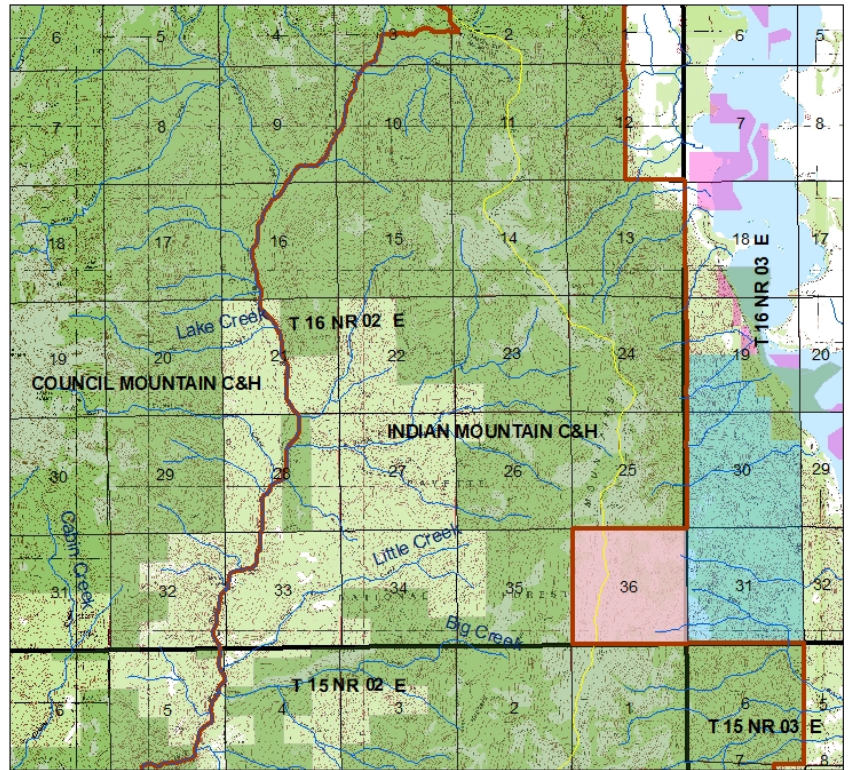 6 5 4 3 2 1 6 5
7 8 9 10 11 12 7 8
18 17 16 15 14 13 18 17
T 16 NR 03 E
Lake Creek
T 16 NR 02 E
19 20 21 22 23 24 19 20
COUNCIL MOUNTAIN C&H
INDIAN MOUNTAIN C&H
30 29 28 27 26 25 30 29
PAYETTE
Cabin Creek
Little Creek
31 32 33 34 35 36 31 32
NATIONAL FOREST
Big Creek
T 15 NR 02 E
6 5 4 3 2 1 6 5
T 15 NR 03 E
7 8